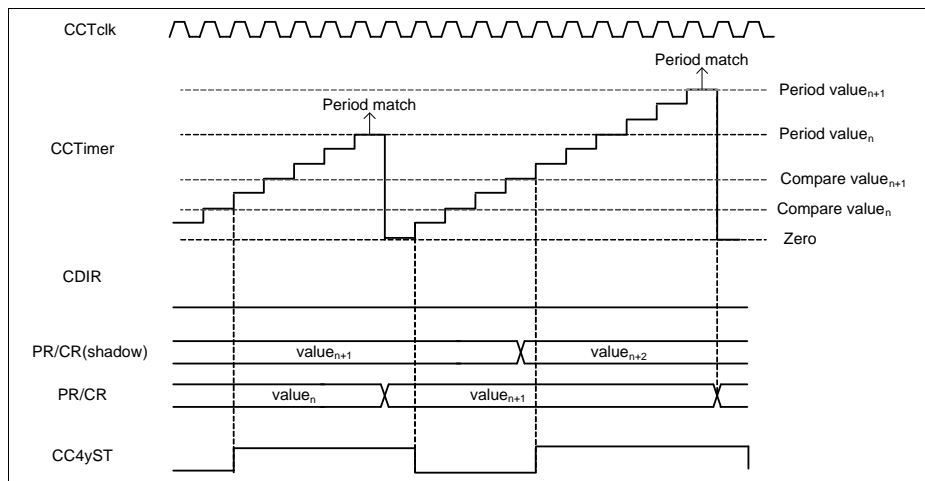 CCTclk
Period match
Period value n+1
Period match
Period value n
CCTimer
Compare value n+1
Compare value n
Zero
CDIR
PR/CR(shadow)
value n+1
value n+2
PR/CR
value n
value n+1
CC4yST